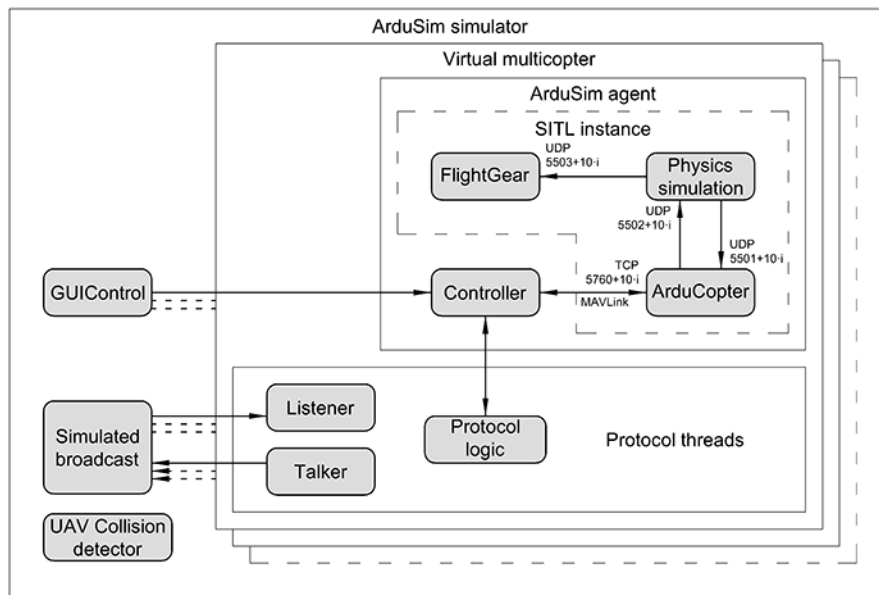 ArduSim simulator
Virtual multicopter
ArduSim agent
SITL instance
UDP
5503+10·i
FlightGear
Physics
simulation
UDP
5502+10·i
UDP
5501+10·i
TCP
5760+10·i
GUIControl
Controller
MAVLink
ArduCopter
Listener
Simulated
broadcast
Protocol
logic
Protocol threads
Talker
UAV Collision
detector